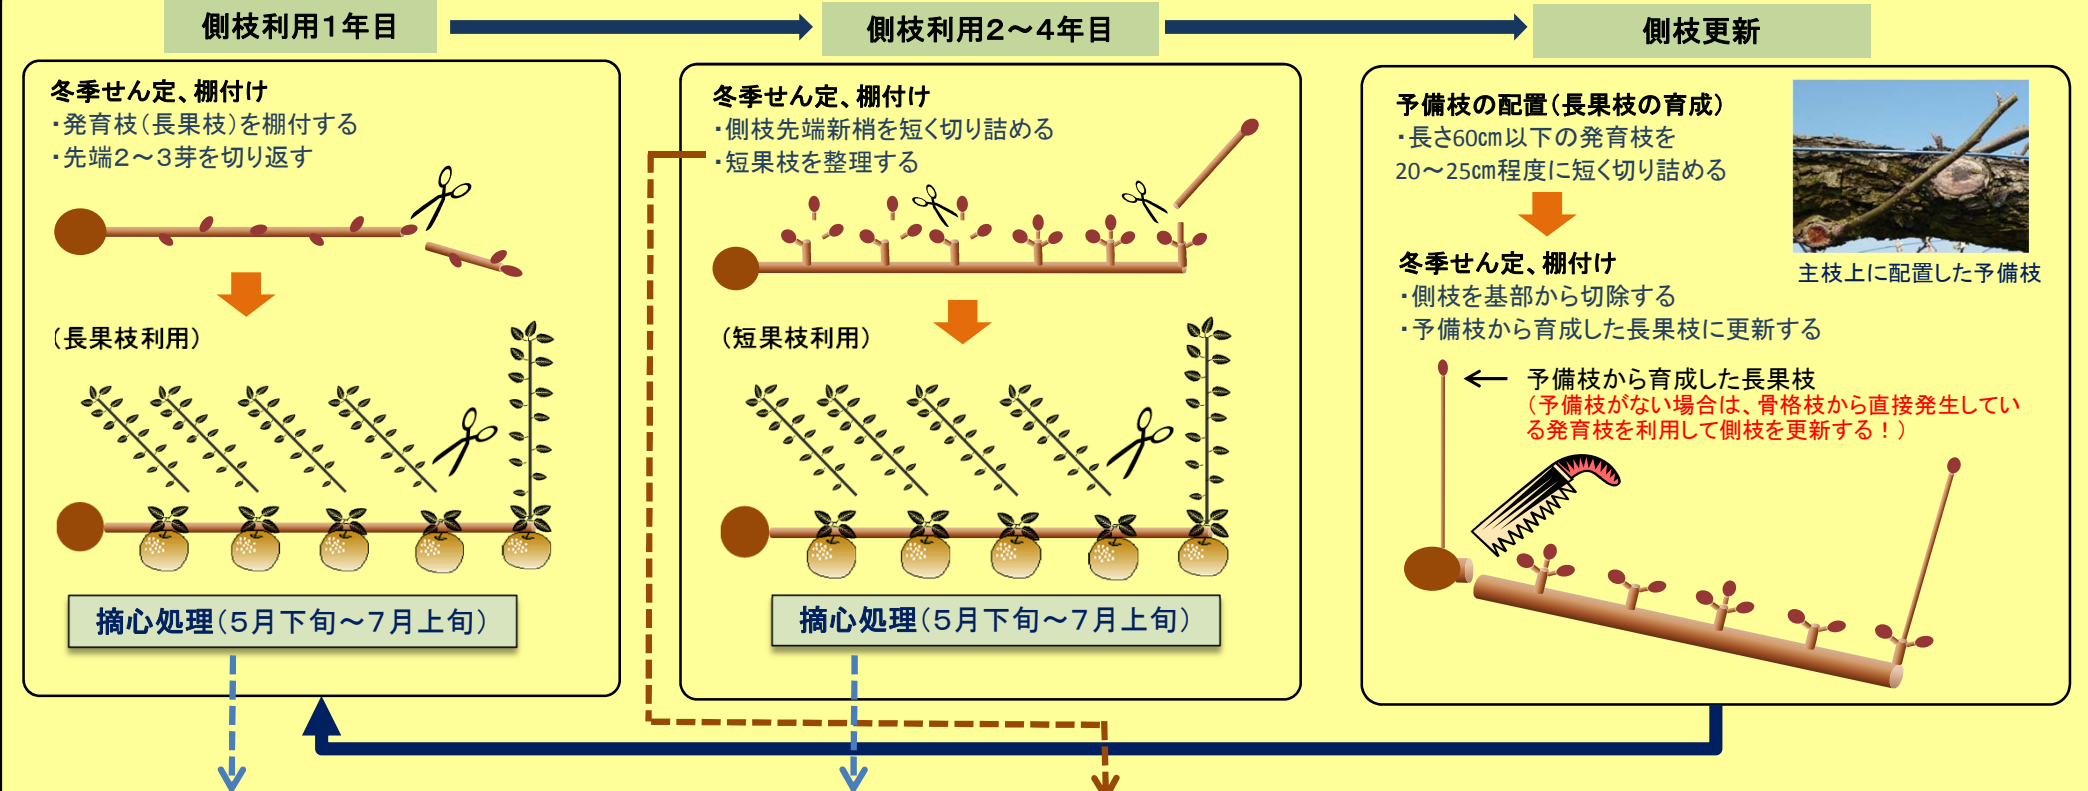 側枝利用1年目
側枝利用2～4年目
側枝更新
冬季せん定、棚付け
・発育枝(長果枝)を棚付する
・先端2～3芽を切り返す
(長果枝利用)
摘心処理(5月下旬～7月上旬)
冬季せん定、棚付け
・側枝先端新梢を短く切り詰める
・短果枝を整理する
(短果枝利用)
摘心処理(5月下旬～7月上旬)
予備枝の配置(長果枝の育成)
・長さ60㎝以下の発育枝を
20～25㎝程度に短く切り詰める
主枝上に配置した予備枝
冬季せん定、棚付け
・側枝を基部から切除する
・予備枝から育成した長果枝に更新する
予備枝から育成した長果枝
(予備枝がない場合は、骨格枝から直接発生してい
る発育枝を利用して側枝を更新する！)